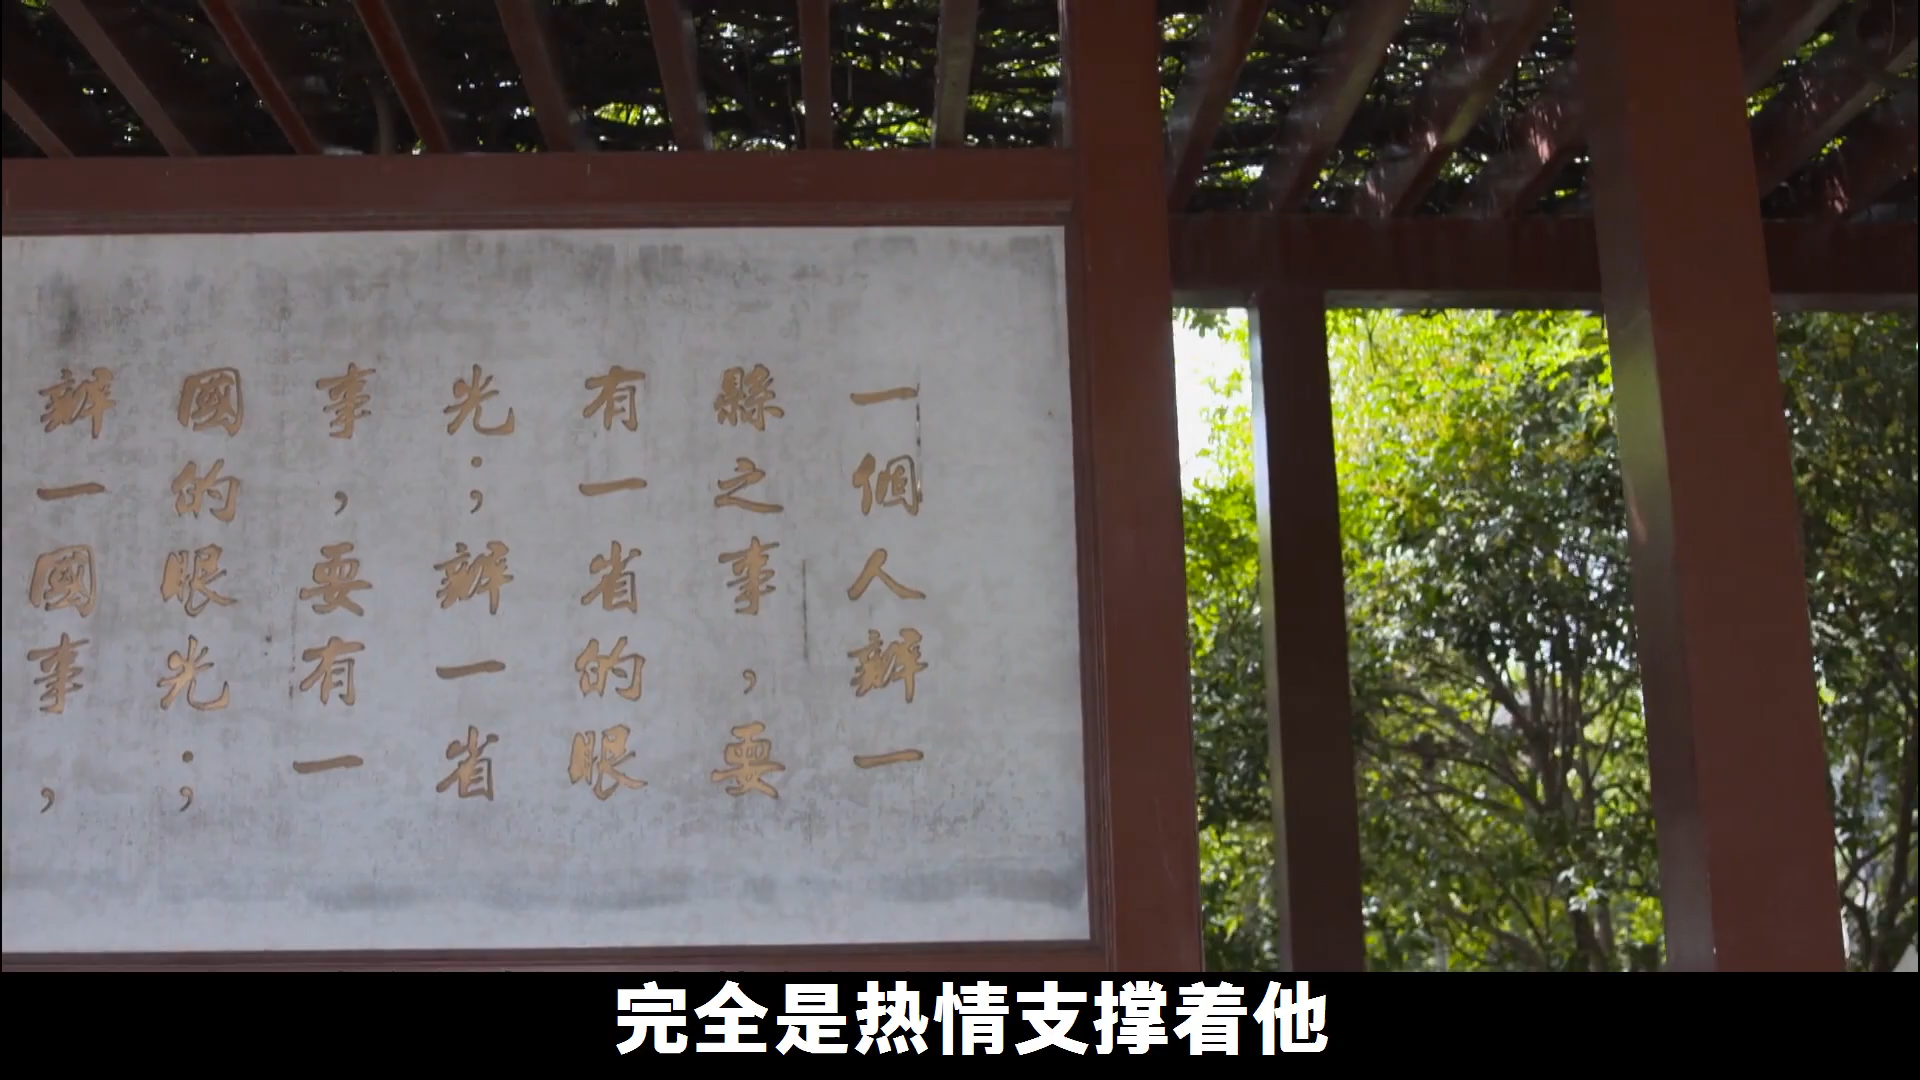 一個人辦一
縣之事，要
有一省的眼
光；辦一省
事，要有一
國的眼光；
辦一國事，
完全是热情支撑着他